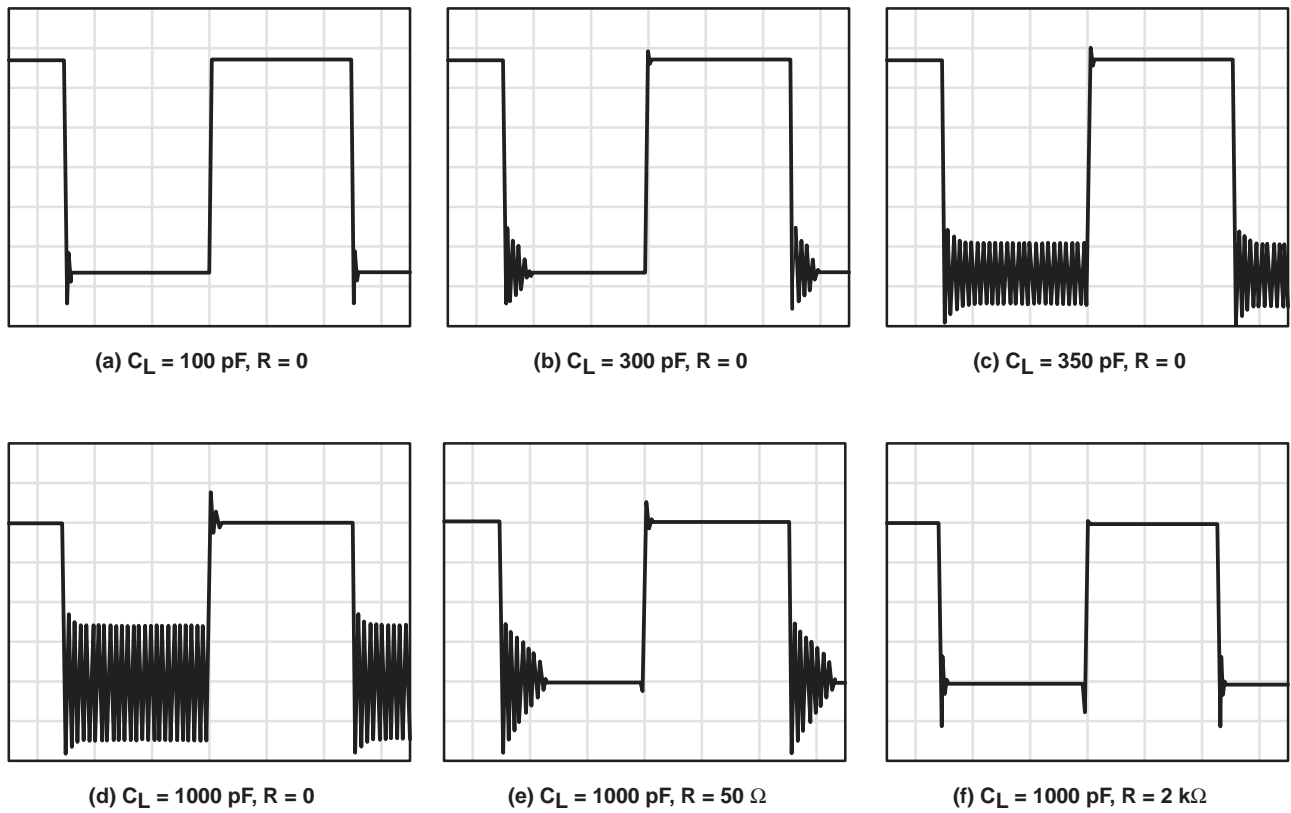 (a) CL = 100 pF, R = 0
(b) CL = 300 pF, R = 0
(c) CL = 350 pF, R = 0
(d) CL = 1000 pF, R = 0
(e) CL = 1000 pF, R = 50 Ω
(f) CL = 1000 pF, R = 2 kΩ